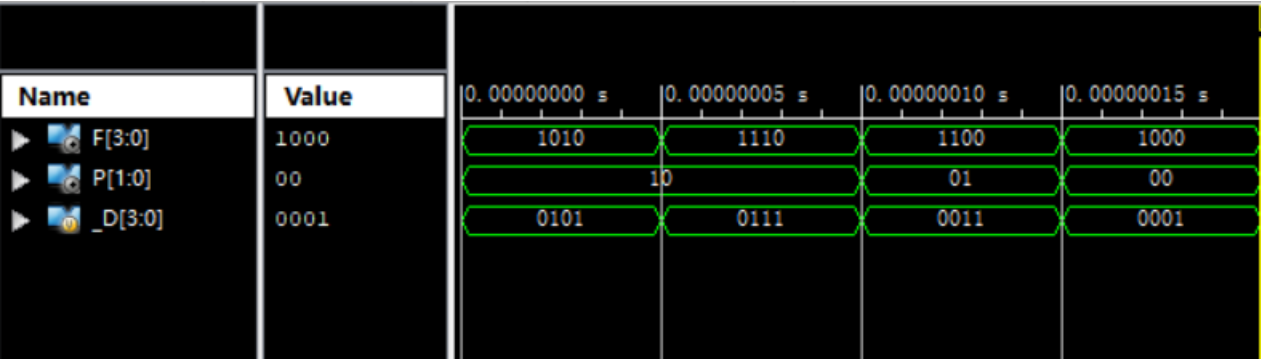 Name Value 0. 00000000 s 0. 00000005 s 0. 00000010 s 0. 00000015 s
F[3:0] 1000 1010 1110 1100 1000
P[1:0] 00 10 01 00
_D[3:0] 0001 0101 0111 0011 0001